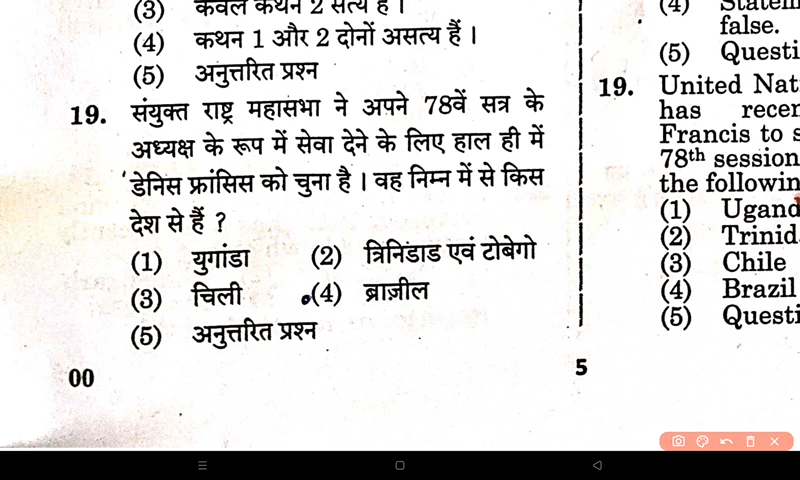 (3) केवल कथन 2 सत्य है ।
(4) कथन 1 और 2 दोनों असत्य हैं ।
(5) अनुत्तरित प्रश्न
19. संयुक्त राष्ट्र महासभा ने अपने 78वें सत्र के
अध्यक्ष के रूप में सेवा देने के लिए हाल ही में
डेनिस फ्रांसिस को चुना है । वह निम्न में से किस
देश से हैं ?
(1) युगांडा (2) त्रिनिडाड एवं टोबेगो
(3) चिली (4) ब्राज़ील
(5) अनुत्तरित प्रश्न
00
5
(4) Statem
false.
(5) Questi
19. United Nat
has recen
Francis to s
78th session
the followin
(1) Ugand
(2) Trinid
(3) Chile
(4) Brazil
(5) Questi